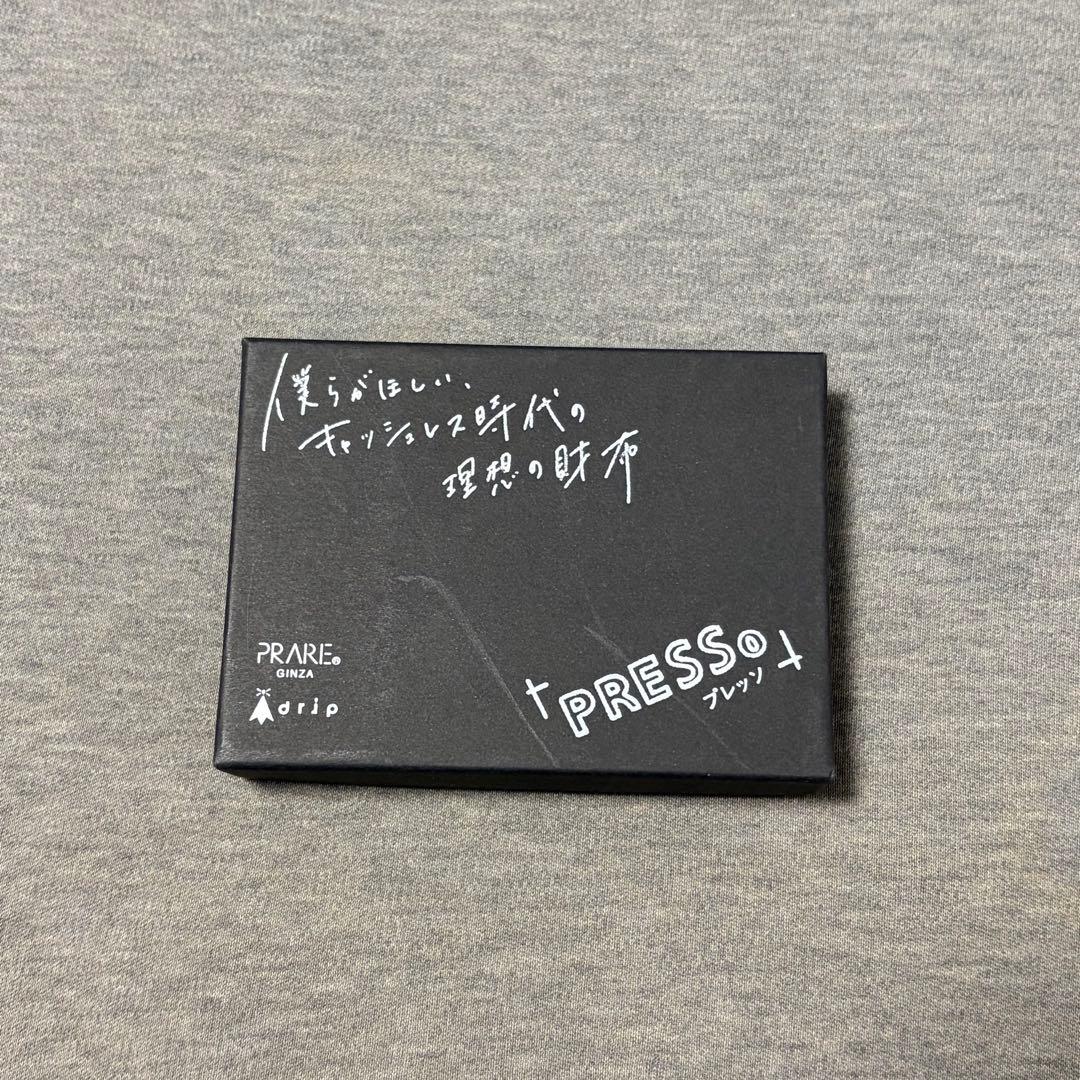 僕らがほしい、
キャッシュレス時代の
理想の財布
PRARE®
GINZA
drip
PRESSo
プレッソ